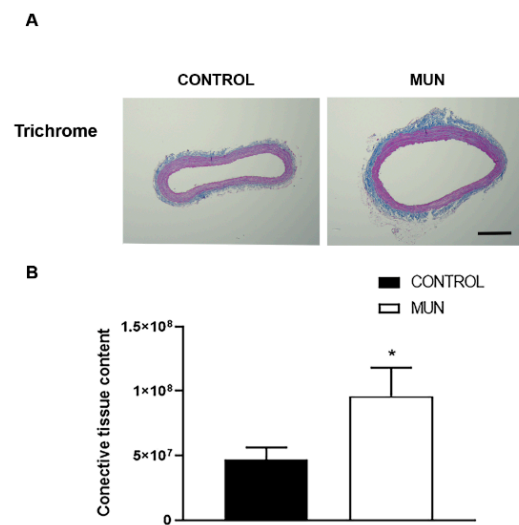 A
CONTROL
MUN
Trichrome
B
CONTROL
MUN
Conective tissue content
1.5×10⁸
1×10⁸
5×10⁷
0
*